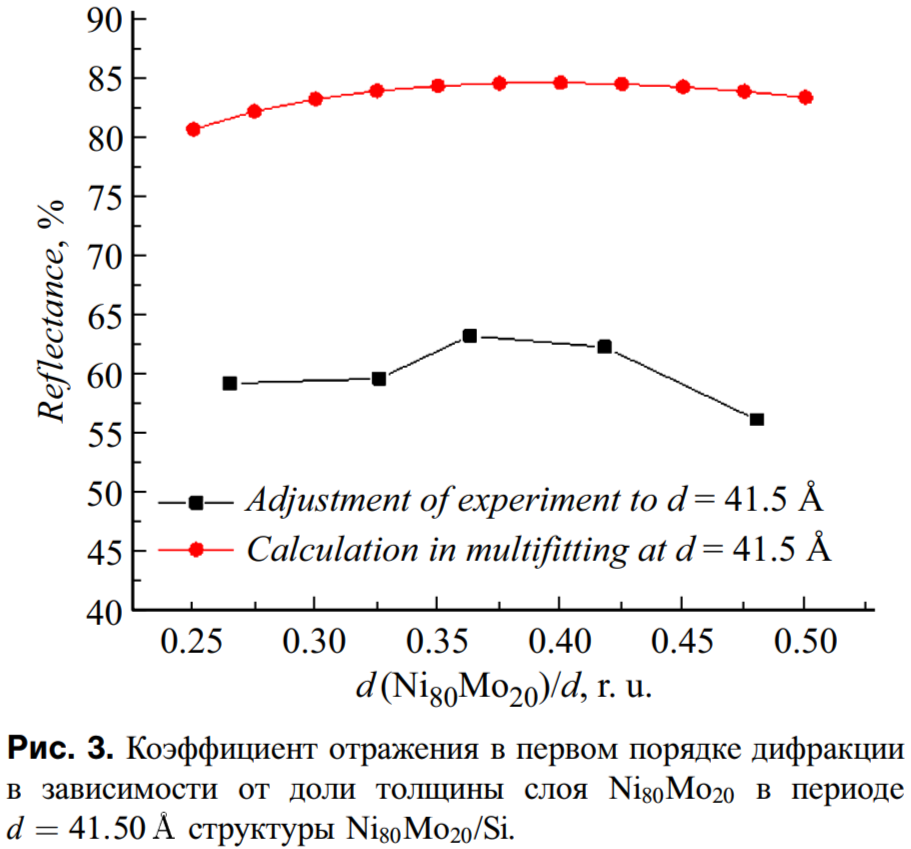 90
85
80
75
70
65
60
55
50
45
40
Reflectance, %
Adjustment of experiment to d = 41.5 Å
Calculation in multifitting at d = 41.5 Å
0.25 0.30 0.35 0.40 0.45 0.50
d(Ni₈₀Mo₂₀)/d, r. u.
Рис. 3. Коэффициент отражения в первом порядке дифракции
в зависимости от доли толщины слоя Ni₈₀Mo₂₀ в периоде
d = 41.50 Å структуры Ni₈₀Mo₂₀/Si.